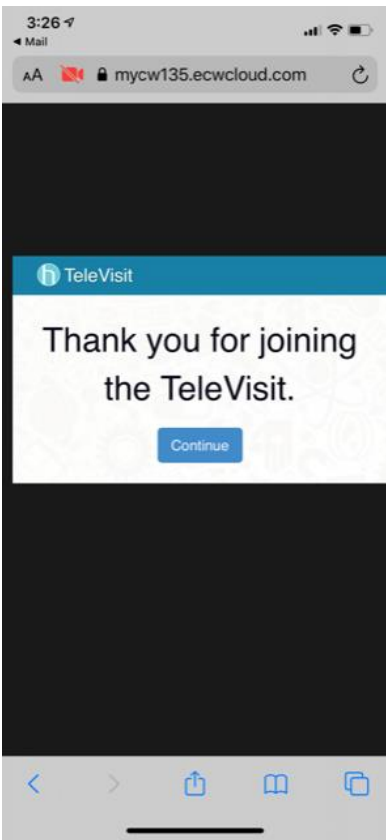 3:26
Mail
AA mycw135.ecwcloud.com
h TeleVisit
Thank you for joining
the TeleVisit.
Continue